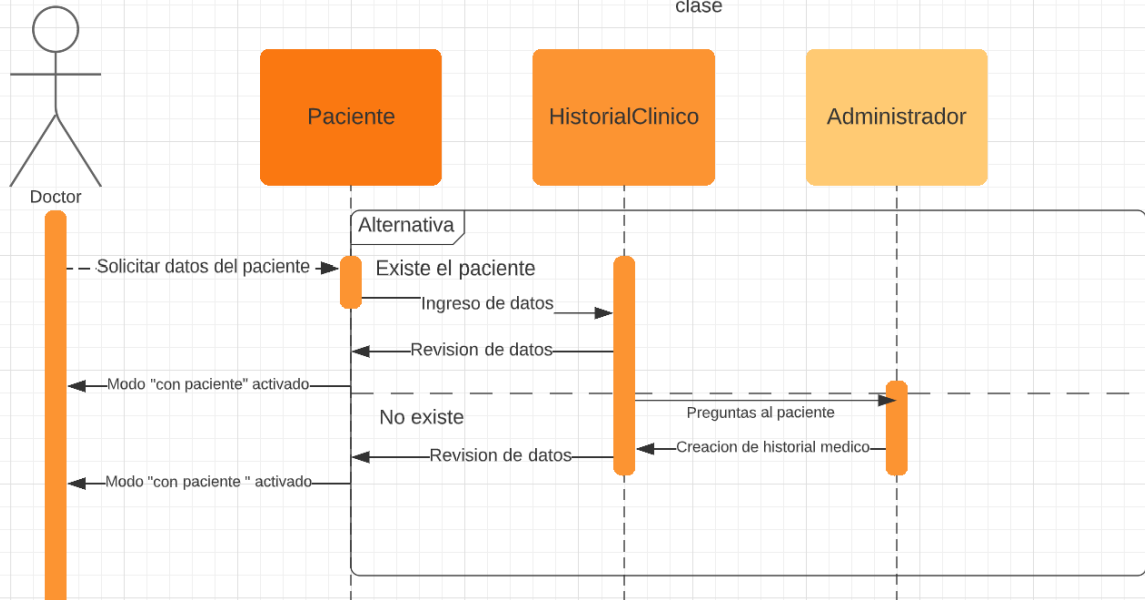 clase
Paciente
HistorialClinico
Administrador
Doctor
Alternativa
Solicitar datos del paciente
Existe el paciente
Ingreso de datos
Revision de datos
Modo "con paciente" activado
Preguntas al paciente
No existe
Creacion de historial medico
Revision de datos
Modo "con paciente " activado